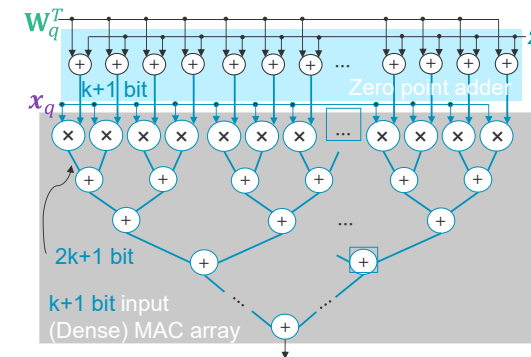 W_q^T
k+1 bit
Zero point adder
x_q
2k+1 bit
k+1 bit input
(Dense) MAC array